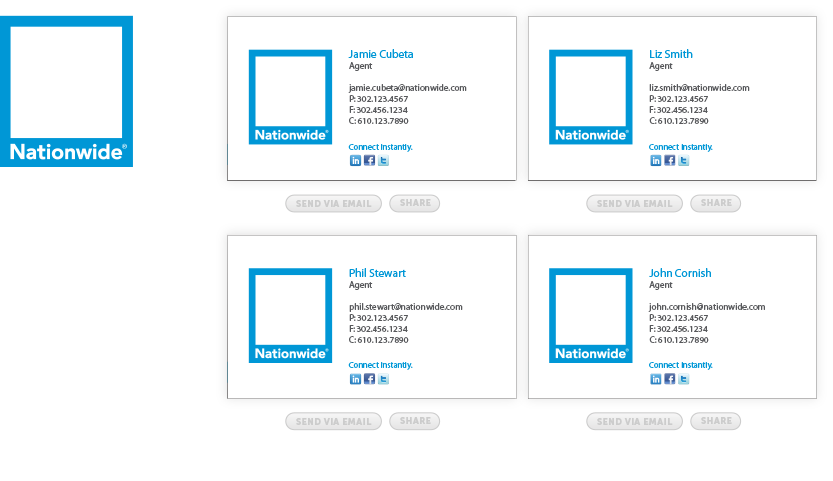 Nationwide®
Jamie Cubeta
Agent
jamie.cubeta@nationwide.com
P: 302.123.4567
F: 302.456.1234
C: 610.123.7890
Nationwide®
Connect Instantly.
in f t
SEND VIA EMAIL SHARE
Liz Smith
Agent
liz.smith@nationwide.com
P: 302.123.4567
F: 302.456.1234
C: 610.123.7890
Nationwide®
Connect Instantly.
in f t
SEND VIA EMAIL SHARE
Phil Stewart
Agent
phil.stewart@nationwide.com
P: 302.123.4567
F: 302.456.1234
C: 610.123.7890
Nationwide®
Connect Instantly.
in f t
SEND VIA EMAIL SHARE
John Cornish
Agent
john.cornish@nationwide.com
P: 302.123.4567
F: 302.456.1234
C: 610.123.7890
Nationwide®
Connect Instantly.
in f t
SEND VIA EMAIL SHARE